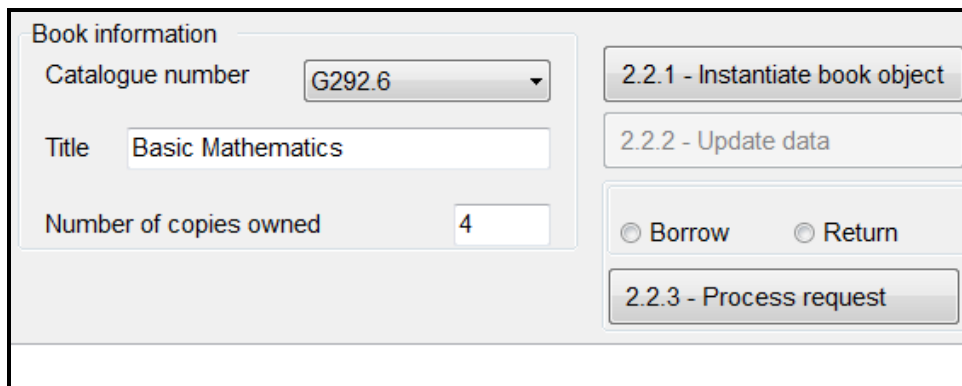 Book information
Catalogue number
G292.6
Title
Basic Mathematics
Number of copies owned
4
2.2.1 - Instantiate book object
2.2.2 - Update data
Borrow
Return
2.2.3 - Process request